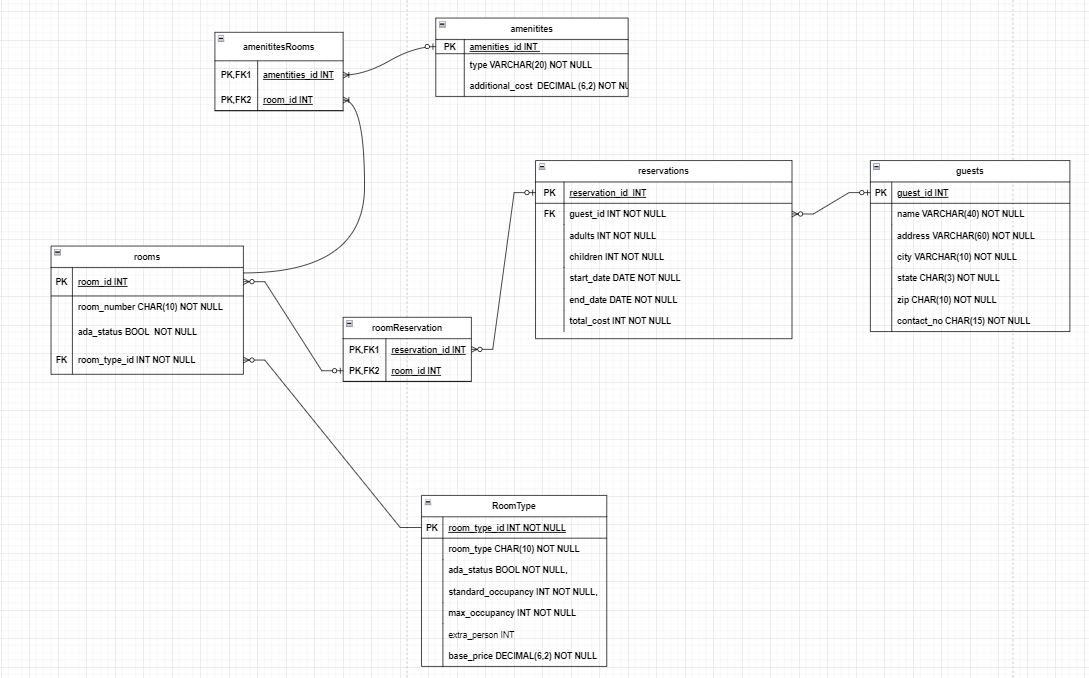 amenititesRooms
PK,FK1 amentities_id INT
PK,FK2 room_id INT
amenitites
PK amenities_id INT
type VARCHAR(20) NOT NULL
additional_cost DECIMAL (6,2) NOT NU
reservations
PK reservation_id INT
FK guest_id INT NOT NULL
adults INT NOT NULL
children INT NOT NULL
start_date DATE NOT NULL
end_date DATE NOT NULL
total_cost INT NOT NULL
guests
PK guest_id INT
name VARCHAR(40) NOT NULL
address VARCHAR(60) NOT NULL
city VARCHAR(10) NOT NULL
state CHAR(3) NOT NULL
zip CHAR(10) NOT NULL
contact_no CHAR(15) NOT NULL
rooms
PK room_id INT
room_number CHAR(10) NOT NULL
ada_status BOOL NOT NULL
FK room_type_id INT NOT NULL
roomReservation
PK,FK1 reservation_id INT
PK,FK2 room_id INT
RoomType
PK room_type_id INT NOT NULL
room_type CHAR(10) NOT NULL
ada_status BOOL NOT NULL,
standard_occupancy INT NOT NULL,
max_occupancy INT NOT NULL
extra_person INT
base_price DECIMAL(6,2) NOT NULL